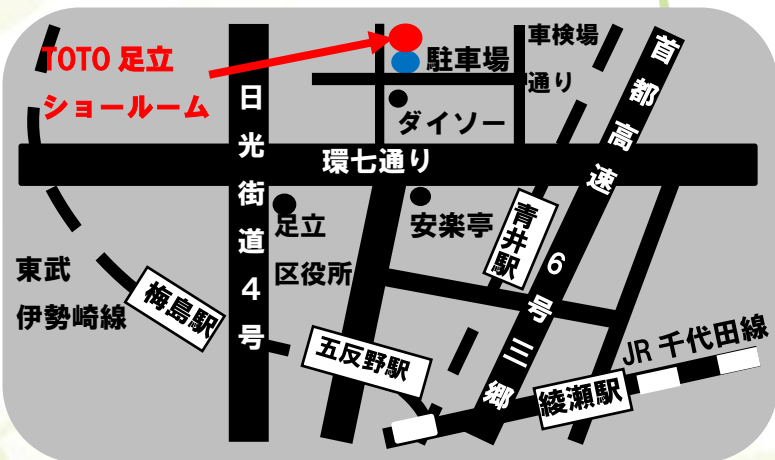 TOTO 足立
ショールーム
駐車場
車検場
通り
ダイソー
日光街道4号
環七通り
首都高速 6号三郷
足立
区役所
安楽亭
青井駅
東武
伊勢崎線
梅島駅
五反野駅
綾瀬駅
JR 千代田線